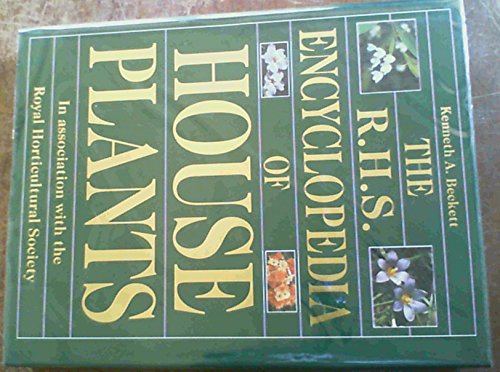 Kenneth A. Beckett
THE
R.H.S.
ENCYCLOPEDIA
OF
HOUSE
PLANTS
In association with the
Royal Horticultural Society